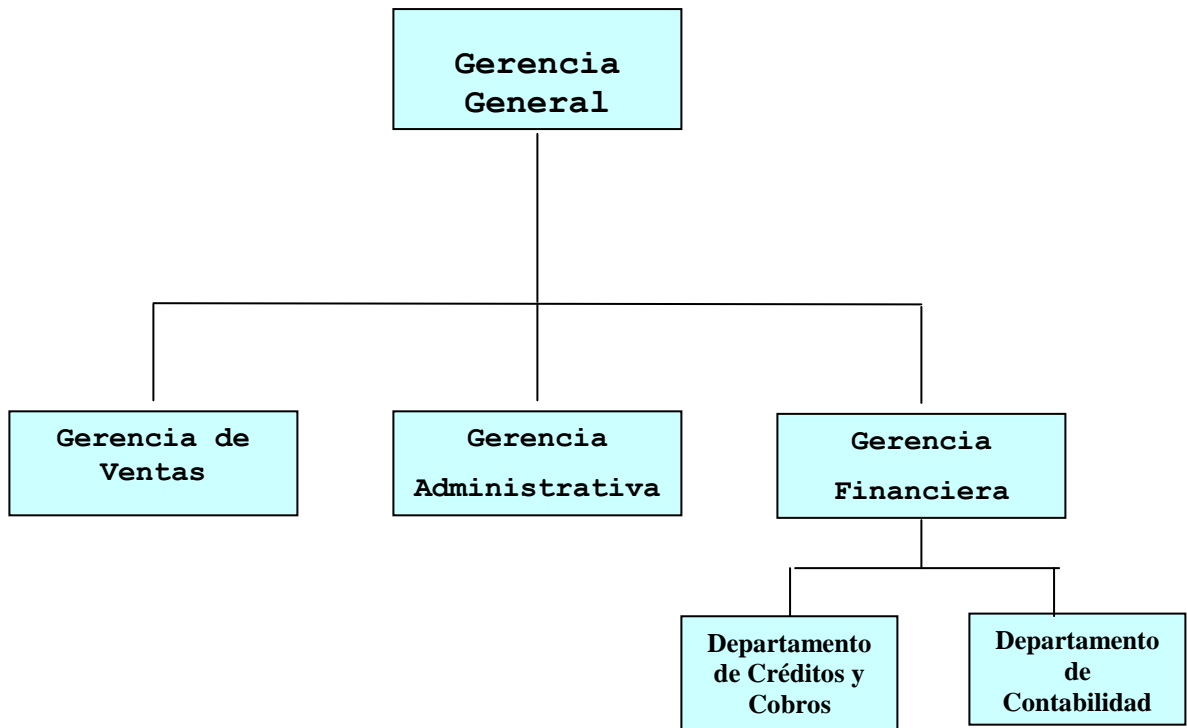 Gerencia
General
Gerencia de
Ventas
Gerencia
Administrativa
Gerencia
Financiera
Departamento
de Créditos y
Cobros
Departamento
de
Contabilidad